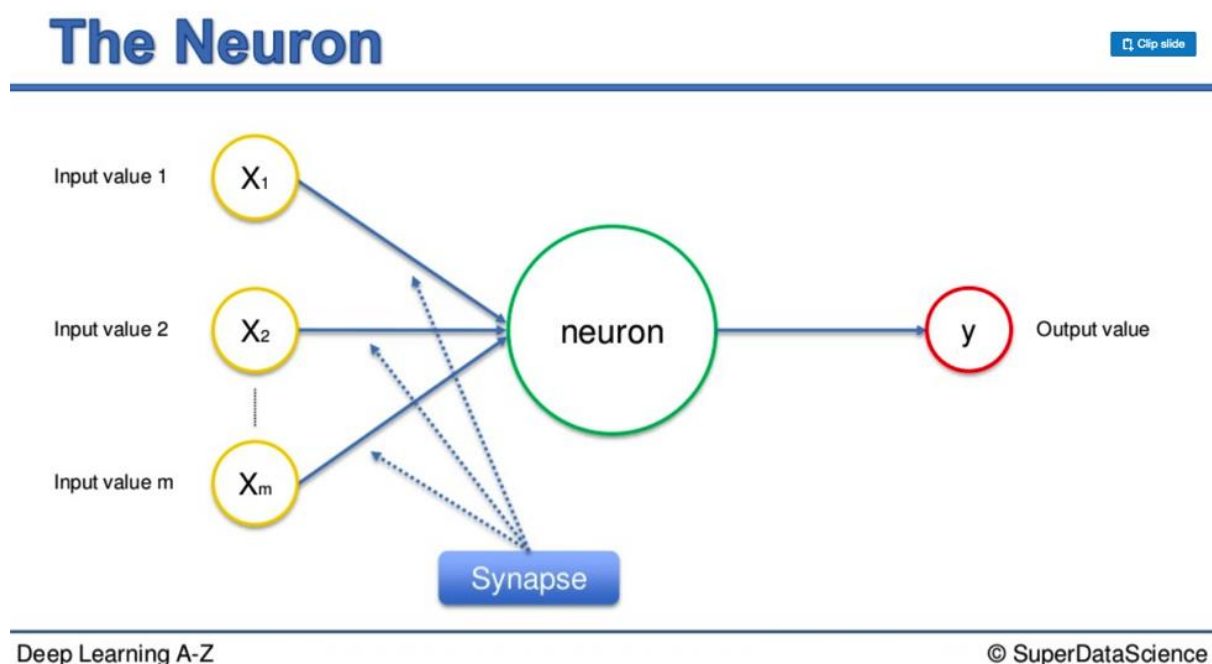 The Neuron
Clip slide
Input value 1
X₁
Input value 2
X₂
neuron
y
Output value
Input value m
Xₘ
Synapse
Deep Learning A-Z
© SuperDataScience